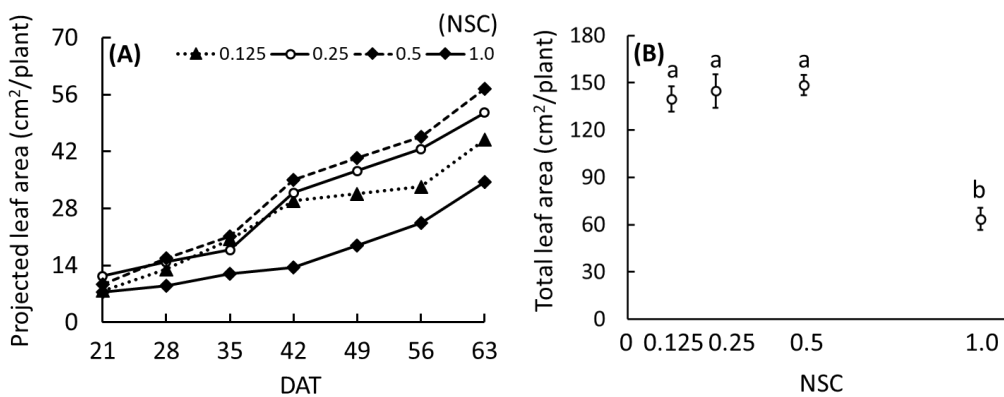 (NSC)
(A) 0.125 0.25 0.5 1.0
Projected leaf area (cm²/plant)
70
56
42
28
14
0
21 28 35 42 49 56 63
DAT
(B)
Total leaf area (cm²/plant)
180
150
120
90
60
30
0
a a a b
0 0.125 0.25 0.5 1.0
NSC